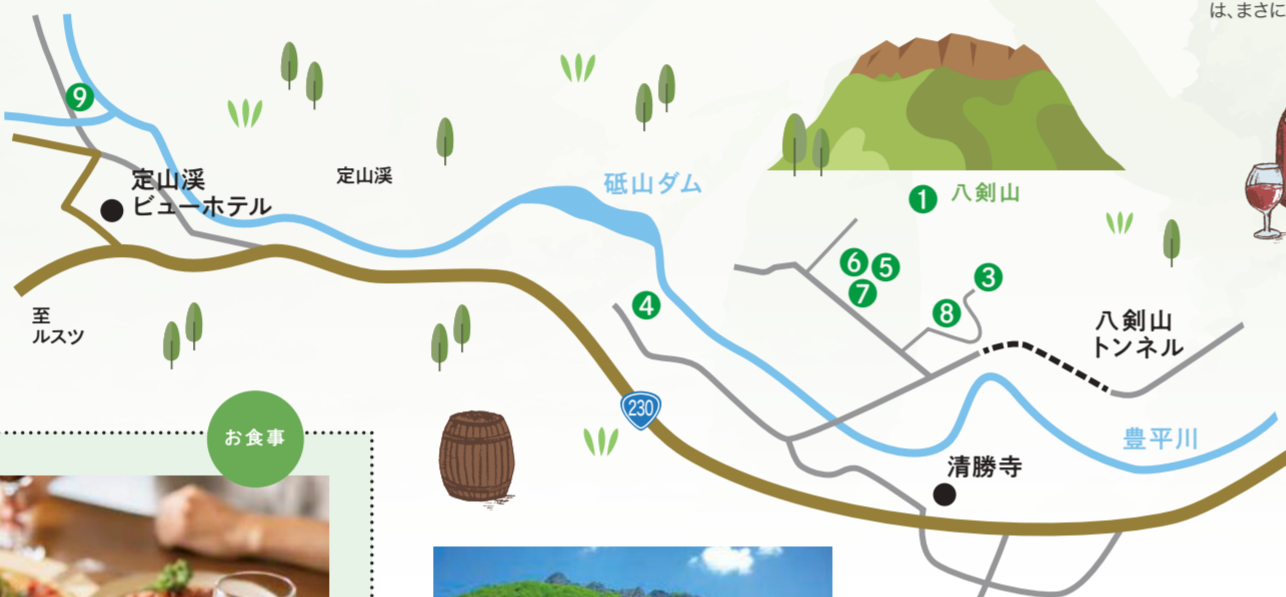 は、まさに
9
定山渓
ビューホテル
定山渓
砥山ダム
1
八剣山
6
5
7
3
8
4
八剣山
トンネル
至
ルスツ
230
お食事
豊平川
清勝寺